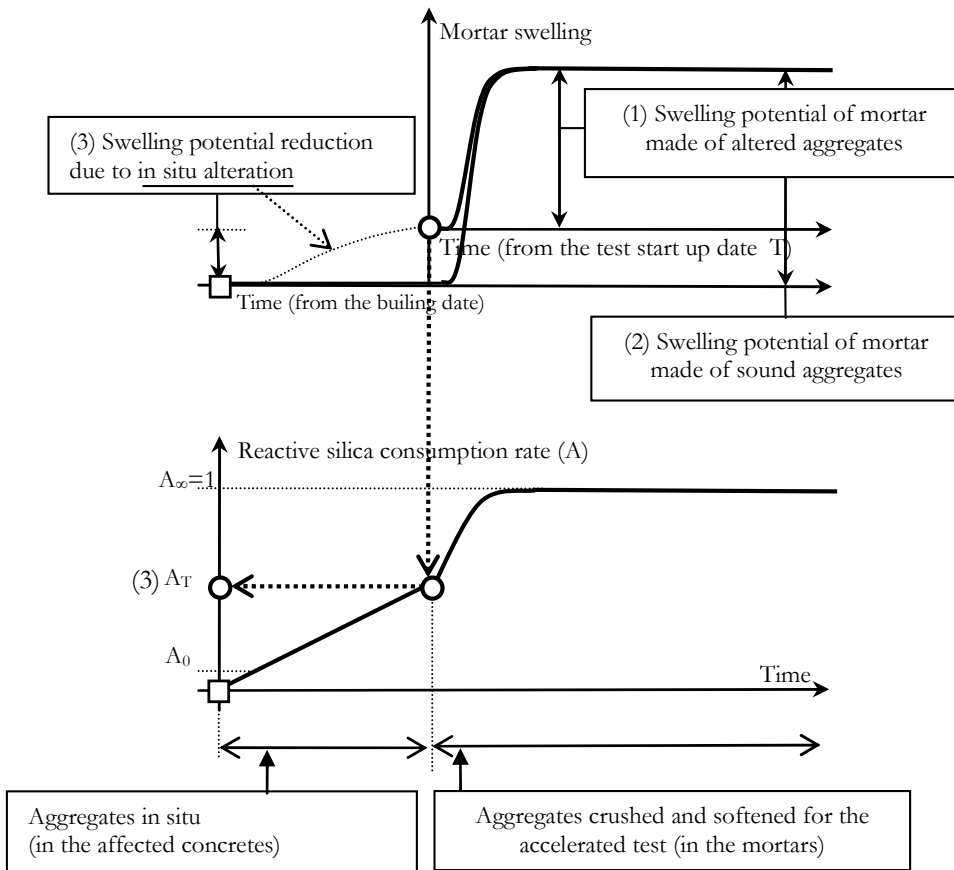 Mortar swelling
(3) Swelling potential reduction
due to in situ alteration
(1) Swelling potential of mortar
made of altered aggregates
Time (from the test start up date T)
Time (from the builing date)
(2) Swelling potential of mortar
made of sound aggregates
Reactive silica consumption rate (A)
A∞=1
(3) A_T
A_0
Time
Aggregates in situ
(in the affected concretes)
Aggregates crushed and softened for the
accelerated test (in the mortars)